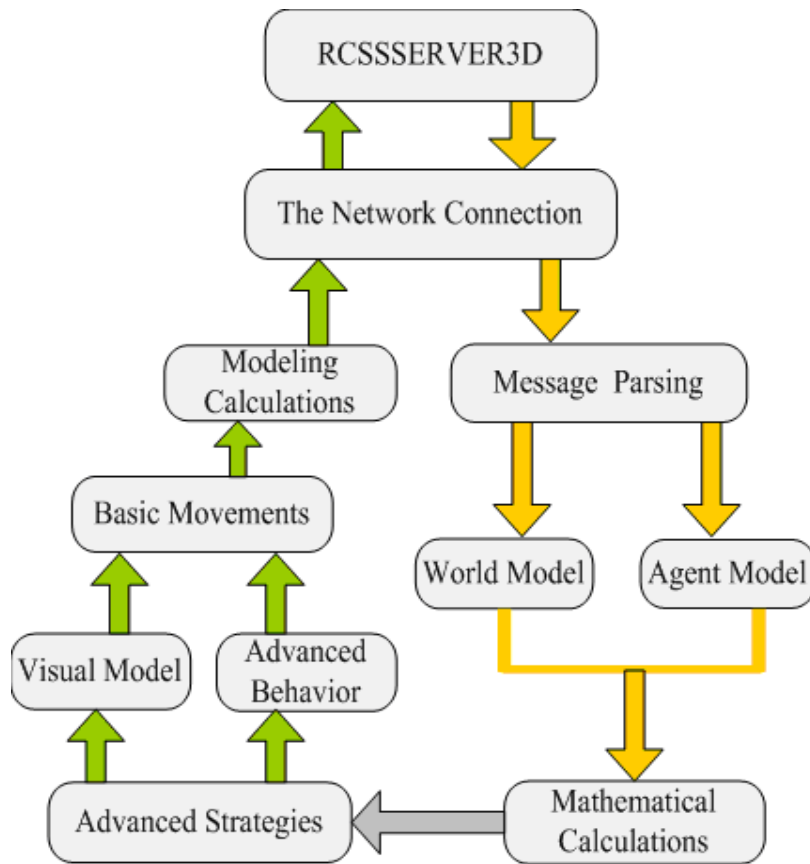 RCSSSERVER3D
The Network Connection
Modeling
Calculations
Message Parsing
Basic Movements
World Model
Agent Model
Visual Model
Advanced
Behavior
Advanced Strategies
Mathematical
Calculations